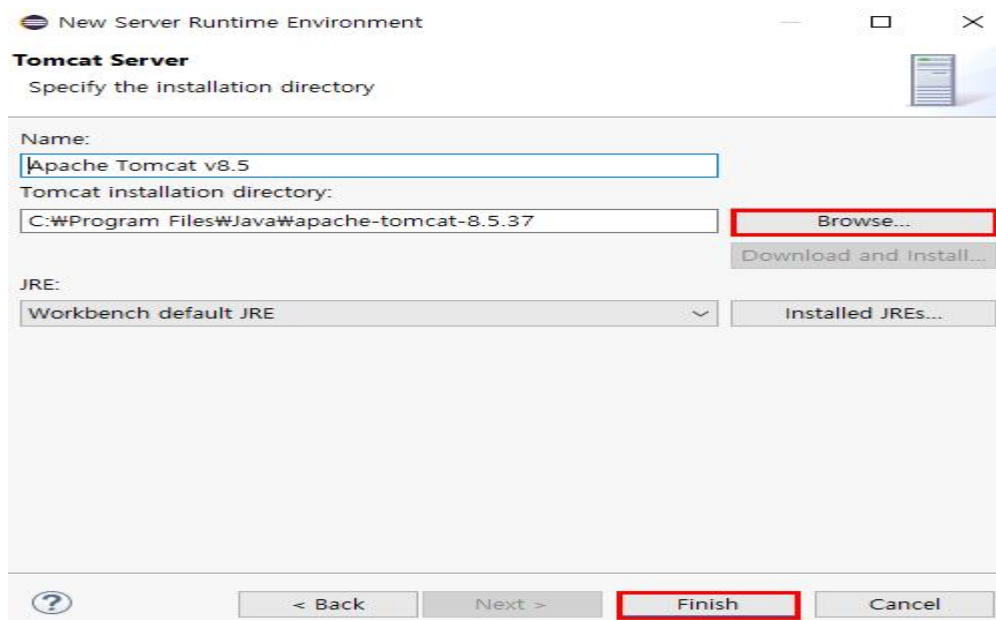 New Server Runtime Environment
Tomcat Server
Specify the installation directory
Name:
Apache Tomcat v8.5
Tomcat installation directory:
C:₩Program Files₩Java₩apache-tomcat-8.5.37
Browse...
Download and Install...
JRE:
Workbench default JRE
Installed JREs...
?
< Back
Next >
Finish
Cancel